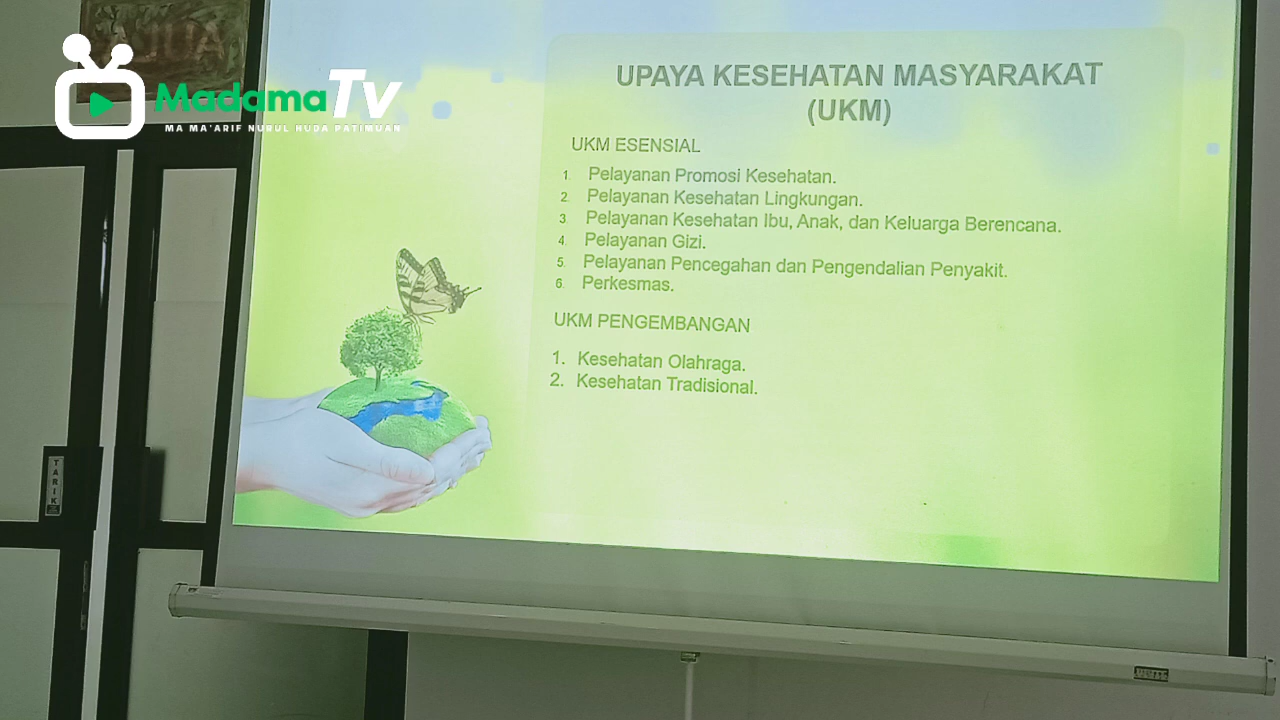 MadamaTV
MA MA'ARIF NURUL HUDA PATIMUAN
UPAYA KESEHATAN MASYARAKAT
(UKM)
UKM ESENSIAL
1. Pelayanan Promosi Kesehatan.
2. Pelayanan Kesehatan Lingkungan.
3. Pelayanan Kesehatan Ibu, Anak, dan Keluarga Berencana.
4. Pelayanan Gizi.
5. Pelayanan Pencegahan dan Pengendalian Penyakit.
6. Perkesmas.
UKM PENGEMBANGAN
1. Kesehatan Olahraga.
2. Kesehatan Tradisional.
TARIK